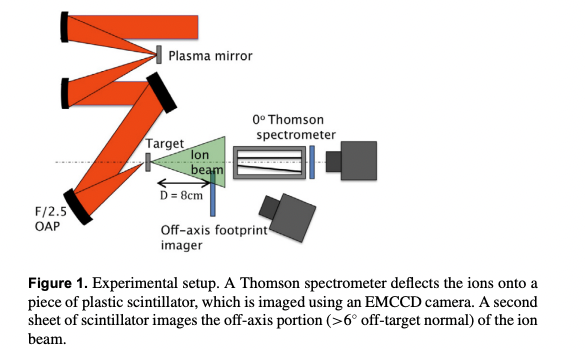 Plasma mirror
0° Thomson
spectrometer
Target
Ion
beam
D = 8cm
F/2.5
OAP
Off-axis footprint
imager
Figure 1. Experimental setup. A Thomson spectrometer deflects the ions onto a
piece of plastic scintillator, which is imaged using an EMCCD camera. A second
sheet of scintillator images the off-axis portion (>6° off-target normal) of the ion
beam.